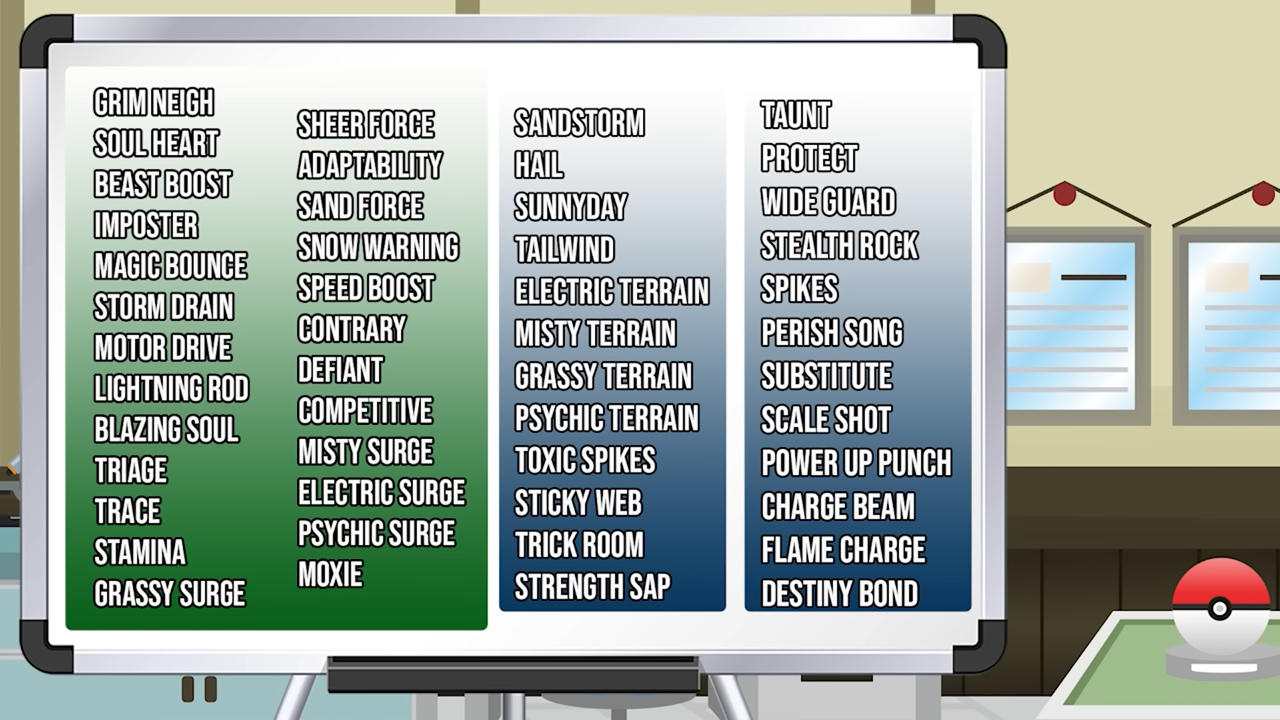 GRIM NEIGH
SOUL HEART
BEAST BOOST
IMPOSTER
MAGIC BOUNCE
STORM DRAIN
MOTOR DRIVE
LIGHTNING ROD
BLAZING SOUL
TRIAGE
TRACE
STAMINA
GRASSY SURGE
SHEER FORCE
ADAPTABILITY
SAND FORCE
SNOW WARNING
SPEED BOOST
CONTRARY
DEFIANT
COMPETITIVE
MISTY SURGE
ELECTRIC SURGE
PSYCHIC SURGE
MOXIE
SANDSTORM
HAIL
SUNNYDAY
TAILWIND
ELECTRIC TERRAIN
MISTY TERRAIN
GRASSY TERRAIN
PSYCHIC TERRAIN
TOXIC SPIKES
STICKY WEB
TRICK ROOM
STRENGTH SAP
TAUNT
PROTECT
WIDE GUARD
STEALTH ROCK
SPIKES
PERISH SONG
SUBSTITUTE
SCALE SHOT
POWER UP PUNCH
CHARGE BEAM
FLAME CHARGE
DESTINY BOND